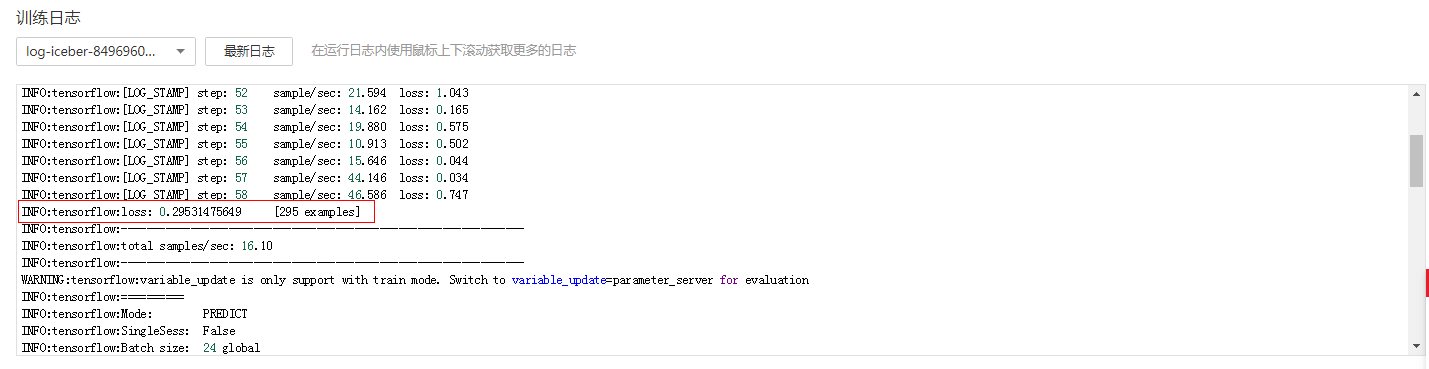 训练日志
log-iceber-8496960... 最新日志 在运行日志内使用鼠标上下滚动获取更多的日志
INFO:tensorflow:[LOG_STAMP] step: 52 sample/sec: 21.594 loss: 1.043
INFO:tensorflow:[LOG_STAMP] step: 53 sample/sec: 14.162 loss: 0.165
INFO:tensorflow:[LOG_STAMP] step: 54 sample/sec: 19.880 loss: 0.575
INFO:tensorflow:[LOG_STAMP] step: 55 sample/sec: 10.913 loss: 0.502
INFO:tensorflow:[LOG_STAMP] step: 56 sample/sec: 15.646 loss: 0.044
INFO:tensorflow:[LOG_STAMP] step: 57 sample/sec: 44.146 loss: 0.034
INFO:tensorflow:[LOG_STAMP] step: 58 sample/sec: 46.586 loss: 0.747
INFO:tensorflow:loss: 0.29531475649 [295 examples]
INFO:tensorflow:----------------------------------------------------------------
INFO:tensorflow:total samples/sec: 16.10
INFO:tensorflow:----------------------------------------------------------------
WARNING:tensorflow:variable_update is only support with train mode. Switch to variable_update=parameter_server for evaluation
INFO:tensorflow:==========
INFO:tensorflow:Mode: PREDICT
INFO:tensorflow:SingleSess: False
INFO:tensorflow:Batch size: 24 global